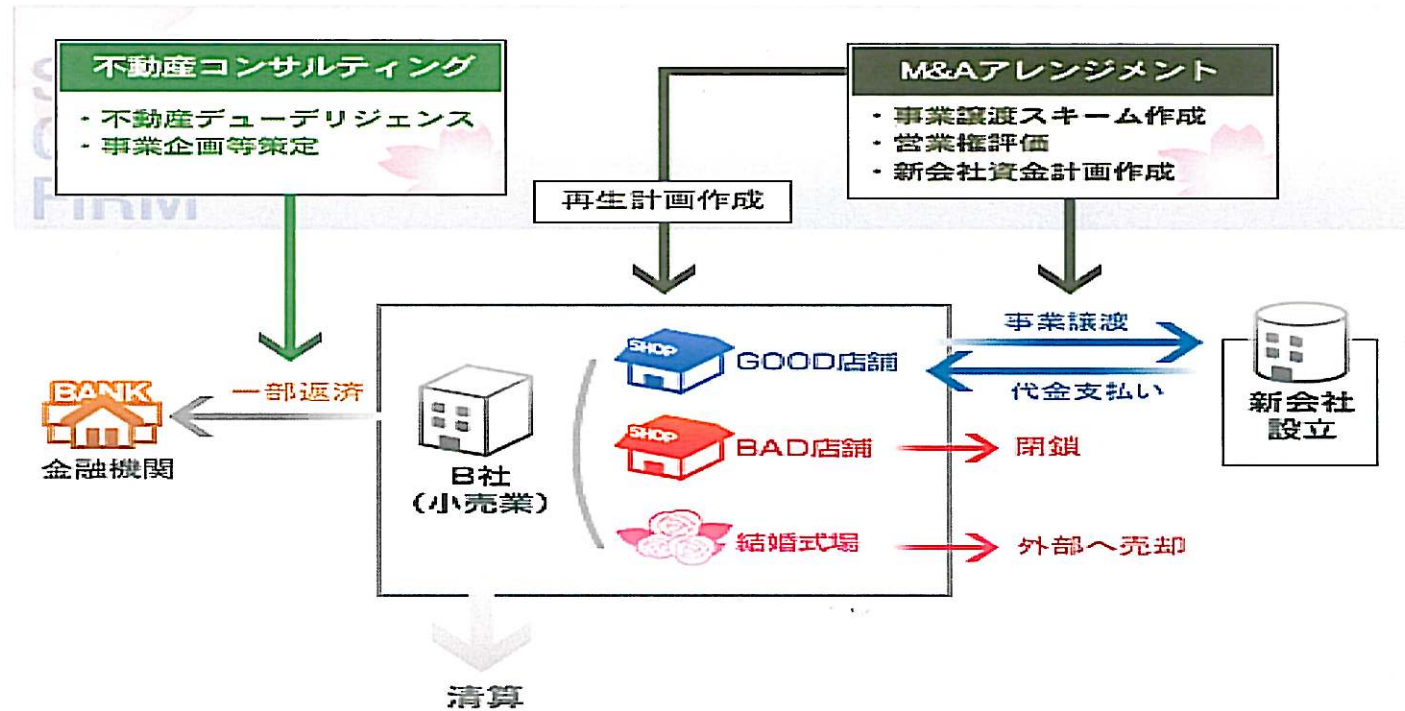 不動産コンサルティング
・不動産デューデリジェンス
・事業企画等策定
M&Aアレンジメント
・事業譲渡スキーム作成
・営業権評価
・新会社資金計画作成
FIRM
再生計画作成
事業譲渡
代金支払い
新会社
設立
SHOP
GOOD店舗
BANK
一部返済
金融機関
B社
(小売業)
SHOP
BAD店舗
閉鎖
結婚式場
外部へ売却
清算